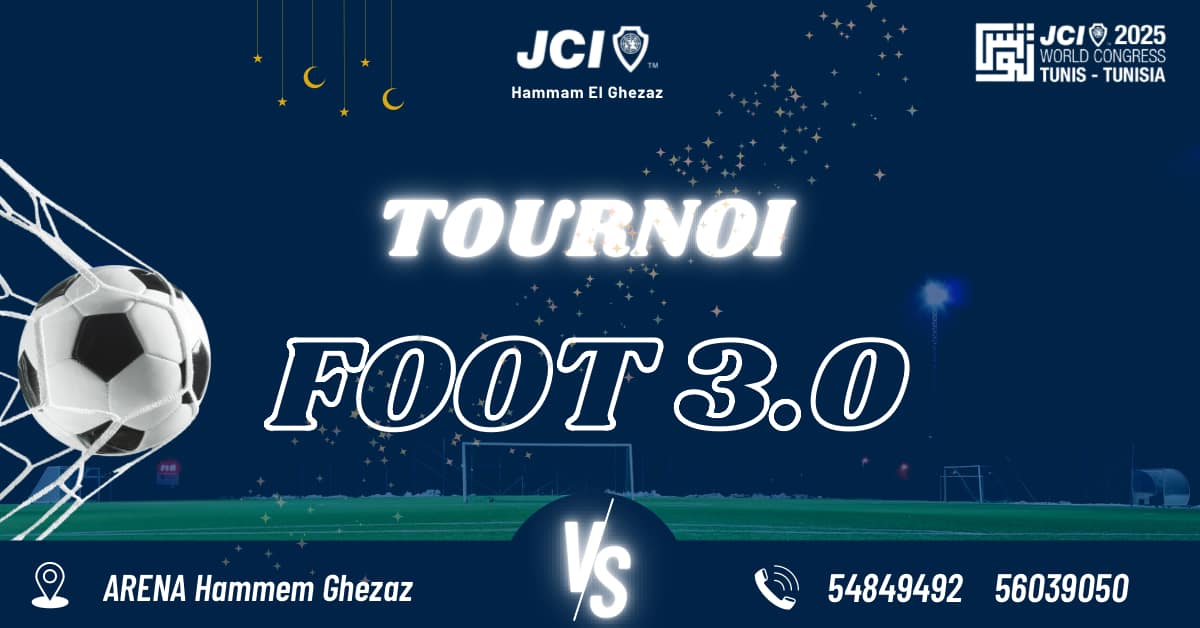 JCI
TM
Hammam El Ghezaz
JCI 2025
WORLD CONGRESS
TUNIS - TUNISIA
TOURNOI
FOOT 3.0
VS
ARENA Hammem Ghezaz
54849492 56039050